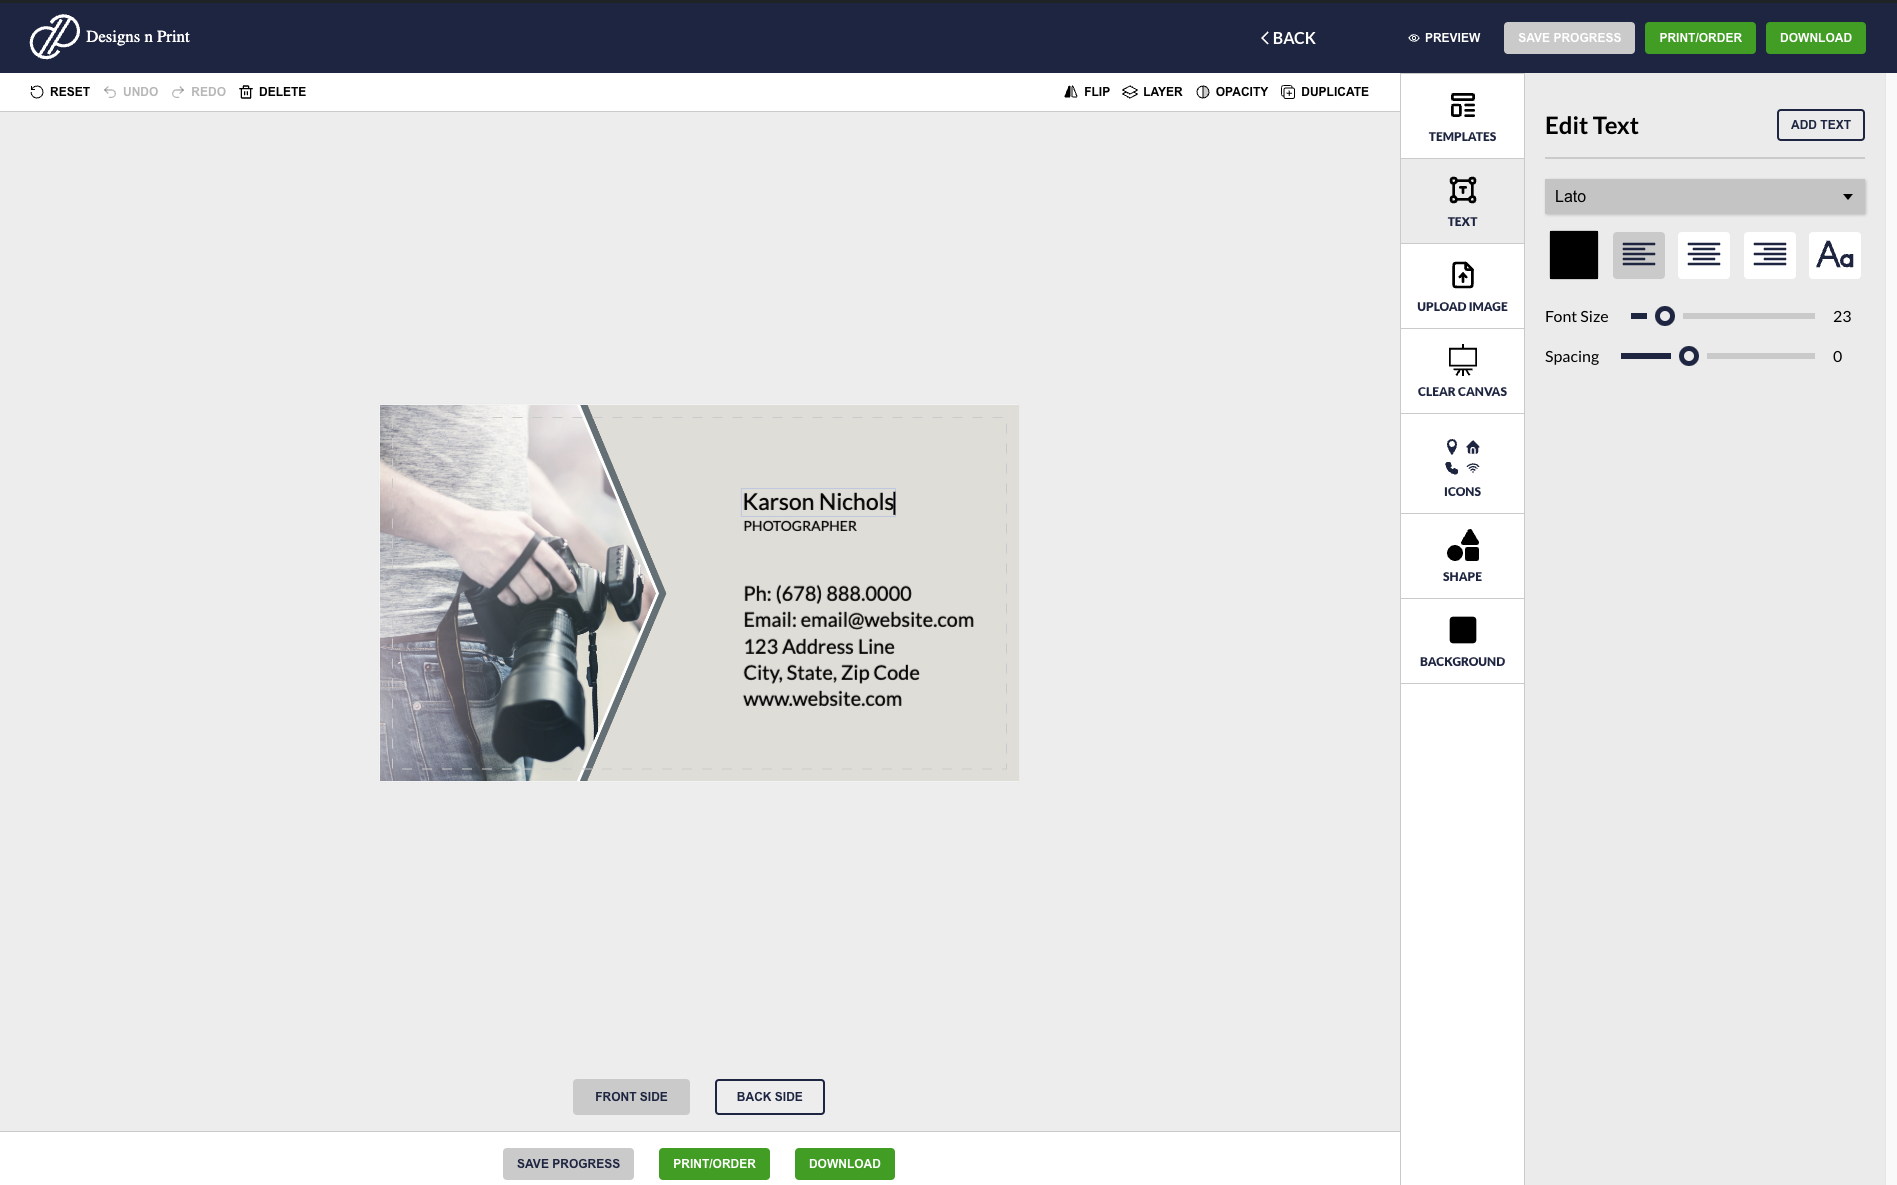 Designs n Print
BACK
PREVIEW
SAVE PROGRESS
PRINT/ORDER
DOWNLOAD
RESET
UNDO
REDO
DELETE
FLIP
LAYER
OPACITY
DUPLICATE
TEMPLATES
TEXT
UPLOAD IMAGE
CLEAR CANVAS
ICONS
SHAPE
BACKGROUND
Edit Text
ADD TEXT
Lato
Aa
Font Size
23
Spacing
0
Karson Nichols
PHOTOGRAPHER
Ph: (678) 888.0000
Email: email@website.com
123 Address Line
City, State, Zip Code
www.website.com
FRONT SIDE
BACK SIDE
SAVE PROGRESS
PRINT/ORDER
DOWNLOAD